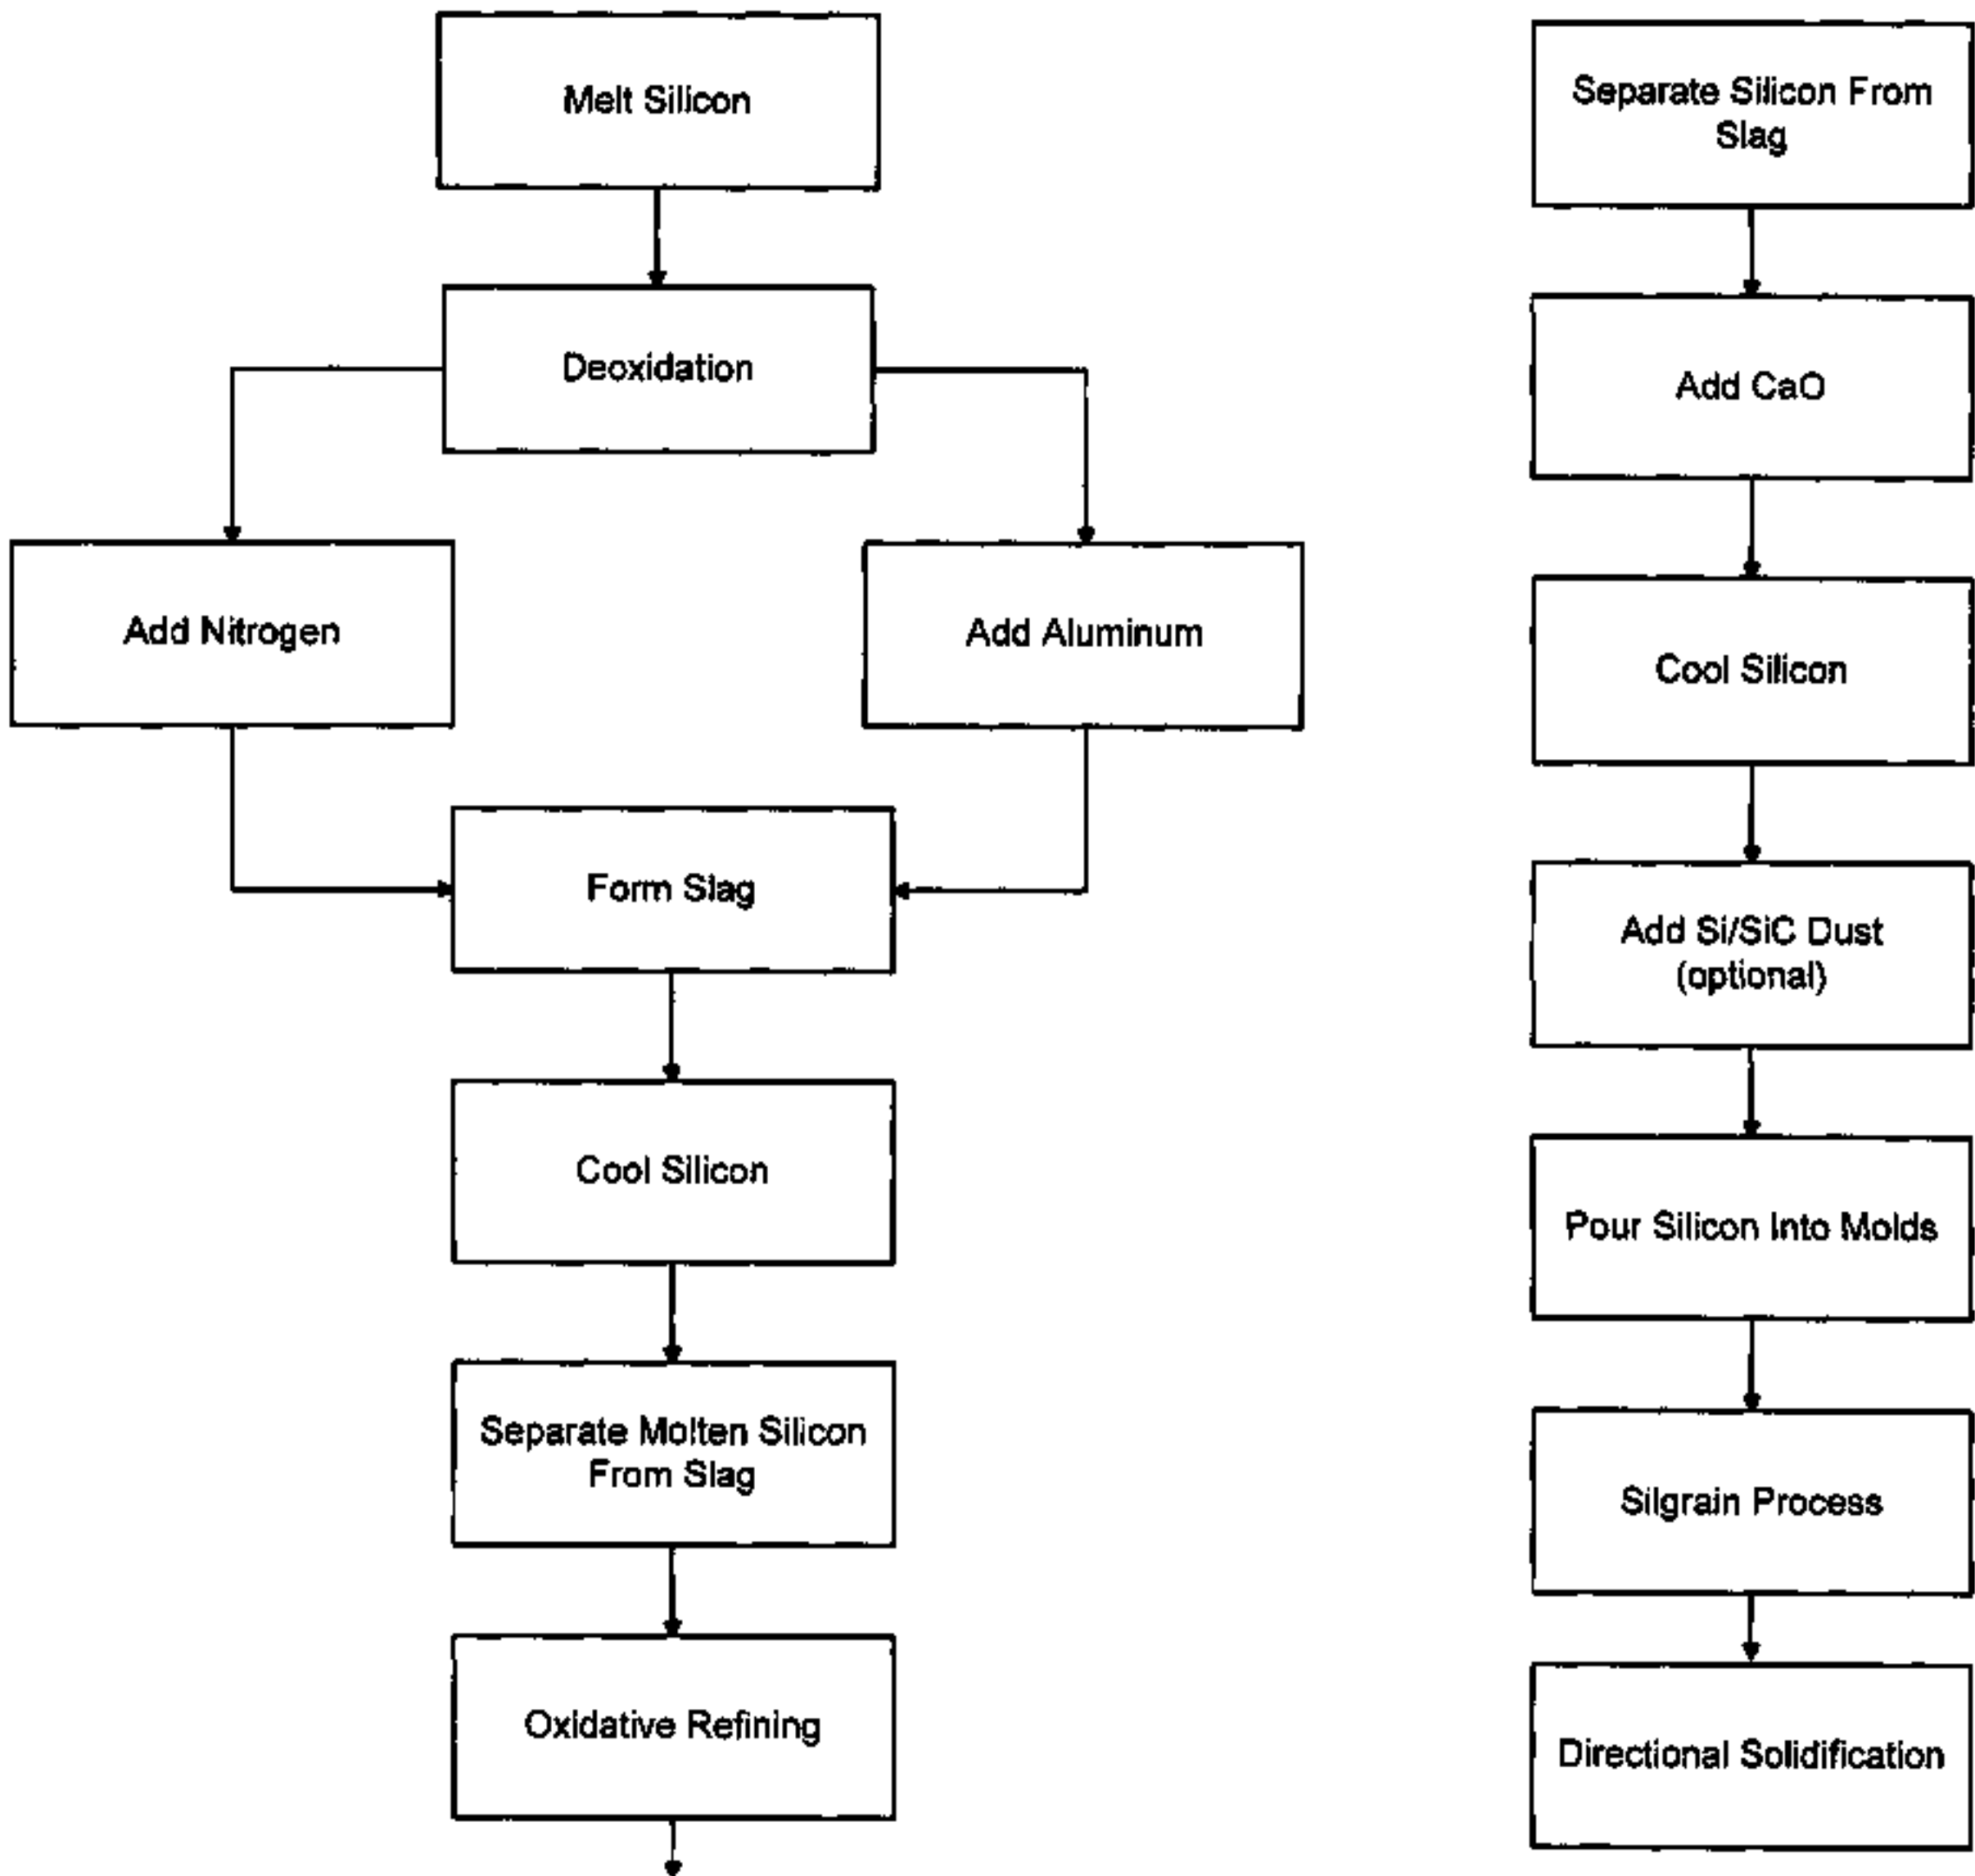 Melt Silicon
Deoxidation
Add Nitrogen
Add Aluminum
Form Slag
Cool Silicon
Separate Molten Silicon
From Slag
Oxidative Refining
Separate Silicon From
Slag
Add CaO
Cool Silicon
Add Si/SiC Dust
(optional)
Pour Silicon Into Molds
Silgrain Process
Directional Solidification